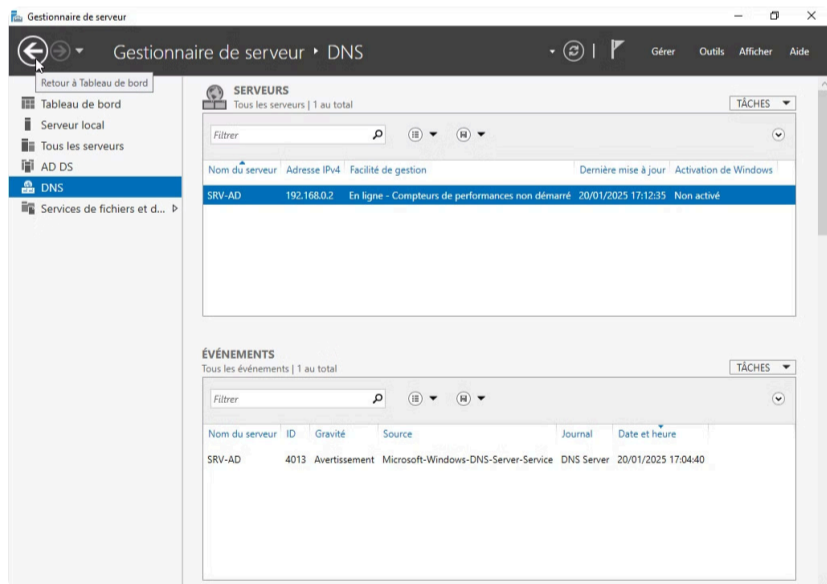 Gestionnaire de serveur
Gestionnaire de serveur ‣ DNS
Gérer Outils Afficher Aide
Retour à Tableau de bord
Tableau de bord
Serveur local
Tous les serveurs
AD DS
DNS
Services de fichiers et d...
SERVEURS
Tous les serveurs | 1 au total
TÂCHES
Filtrer
Nom du serveur Adresse IPv4 Facilité de gestion Dernière mise à jour Activation de Windows
SRV-AD 192.168.0.2 En ligne - Compteurs de performances non démarré 20/01/2025 17:12:35 Non activé
ÉVÉNEMENTS
Tous les événements | 1 au total
TÂCHES
Filtrer
Nom du serveur ID Gravité Source Journal Date et heure
SRV-AD 4013 Avertissement Microsoft-Windows-DNS-Server-Service DNS Server 20/01/2025 17:04:40